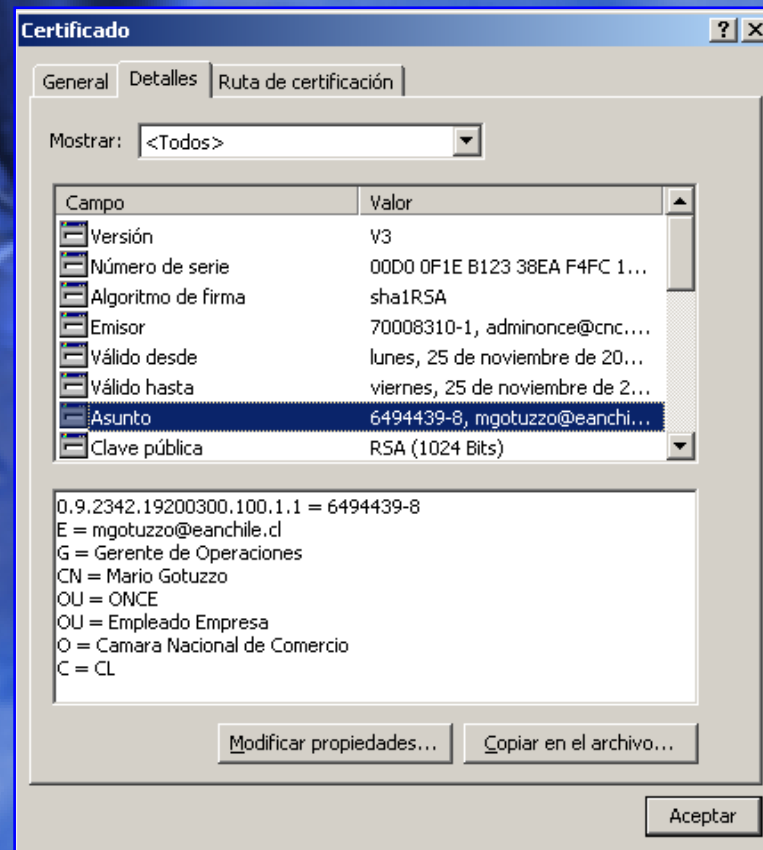 Certificado
General Detalles Ruta de certificación
Mostrar: <Todos>
Campo Valor
Versión V3
Número de serie 00D0 0F1E B123 38EA F4FC 1...
Algoritmo de firma sha1RSA
Emisor 70008310-1, adminonce@cnc....
Válido desde lunes, 25 de noviembre de 20...
Válido hasta viernes, 25 de noviembre de 2...
Asunto 6494439-8, mgotuzzo@eanchi...
Clave pública RSA (1024 Bits)
0.9.2342.19200300.100.1.1 = 6494439-8
E = mgotuzzo@eanchile.cl
G = Gerente de Operaciones
CN = Mario Gotuzzo
OU = ONCE
OU = Empleado Empresa
O = Camara Nacional de Comercio
C = CL
Modificar propiedades... Copiar en el archivo...
Aceptar